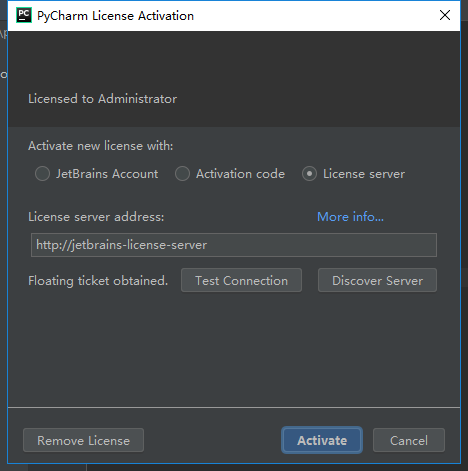 PC PyCharm License Activation
Licensed to Administrator
Activate new license with:
JetBrains Account Activation code License server
License server address: More info...
http://jetbrains-license-server
Floating ticket obtained. Test Connection Discover Server
Remove License Activate Cancel